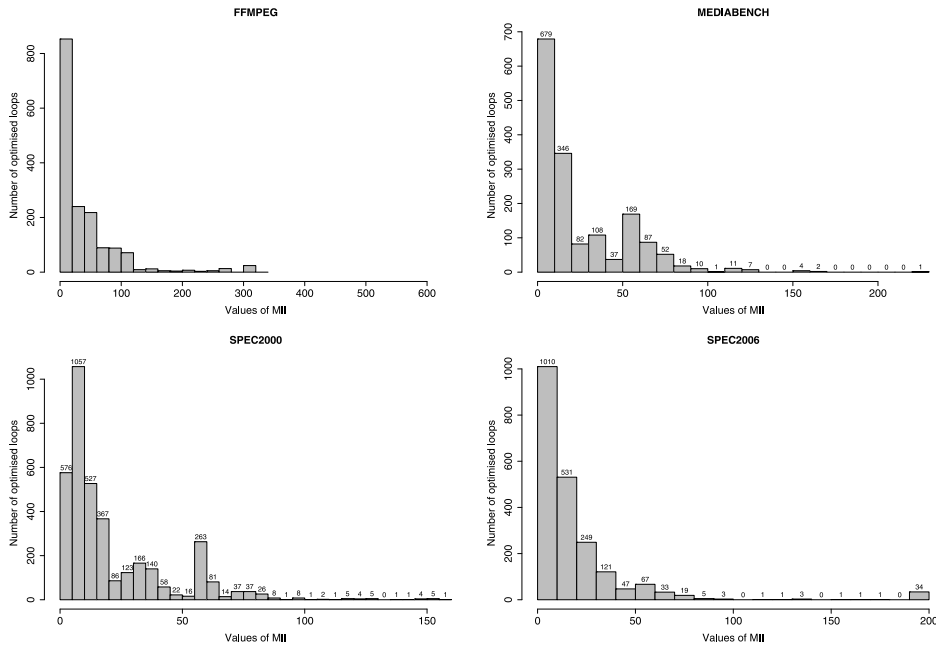 FFMPEG
Number of optimised loops
0 200 400 600 800
0 100 200 300 400 500 600
Values of MII
MEDIABENCH
Number of optimised loops
0 100 200 300 400 500 600 700
679 346 82 108 37 169 87 52 18 10 1 11 7 0 0 4 2 0 0 0 0 0 1
0 50 100 150 200
Values of MII
SPEC2000
Number of optimised loops
0 200 400 600 800 1000
576 1057 527 367 86 123 166 140 58 22 16 263 81 14 37 37 26 8 1 8 1 2 1 5 4 5 0 1 1 4 5 1
0 50 100 150
Values of MII
SPEC2006
Number of optimised loops
0 200 400 600 800 1000
1010 531 249 121 47 67 33 19 5 3 0 1 1 3 0 1 1 1 0 34
0 50 100 150 200
Values of MII